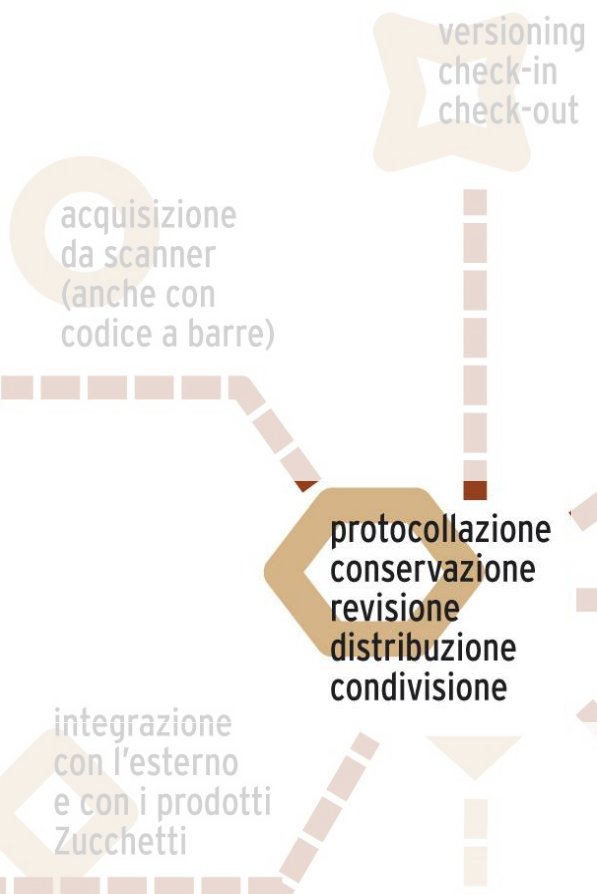 versioning
check-in
check-out
acquisizione
da scanner
(anche con
codice a barre)
protocollazione
conservazione
revisione
distribuzione
condivisione
integrazione
con l'esterno
e con i prodotti
Zucchetti